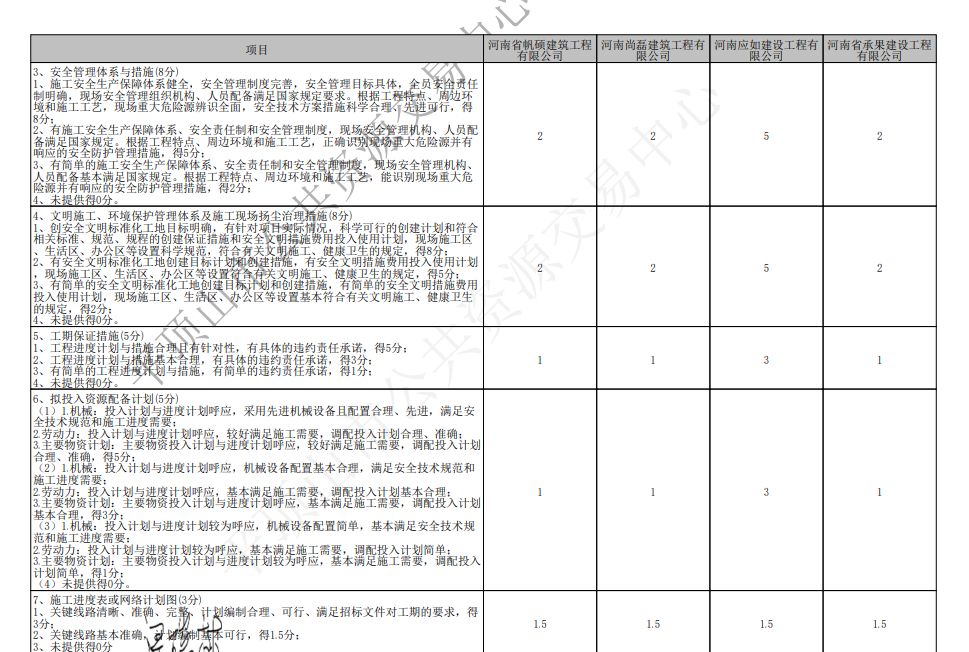 项目
河南省帆硕建筑工程有限公司
河南尚磊建筑工程有限公司
河南应如建设工程有限公司
河南省承果建设工程有限公司
3、安全管理体系与措施(8分)
1、施工安全生产保障体系健全，安全管理制度完善，安全管理目标具体，全员安全责任
制明确，现场安全管理组织机构、人员配备满足国家规定要求。根据工程特点、周边环
境和施工工艺，现场重大危险源辨识全面，安全技术方案措施科学合理、先进可行，得
8分；
2、有施工安全生产保障体系、安全责任制和安全管理制度，现场安全管理机构、人员配
备满足国家规定。根据工程特点、周边环境和施工工艺，正确识别现场重大危险源并有
响应的安全防护管理措施，得5分；
3、有简单的施工安全生产保障体系、安全责任制和安全管理制度，现场安全管理机构、
人员配备基本满足国家规定。根据工程特点、周边环境和施工工艺，能识别现场重大危
险源并有响应的安全防护管理措施，得2分；
4、未提供得0分。
2 2 5 2
4、文明施工、环境保护管理体系及施工现场扬尘治理措施(8分)
1、创安全文明标准化工地目标明确，有针对项目实际情况，科学可行的创建计划和符合
相关标准、规范、规程的创建保证措施和安全文明措施费用投入使用计划，现场施工区
、生活区、办公区等设置科学规范，符合有关文明施工、健康卫生的规定，得8分；
2、有安全文明标准化工地创建目标计划和创建措施，有安全文明措施费用投入使用计划
，现场施工区、生活区、办公区等设置符合有关文明施工、健康卫生的规定，得5分；
3、有简单的安全文明标准化工地创建目标计划和创建措施，有简单的安全文明措施费用
投入使用计划，现场施工区、生活区、办公区等设置基本符合有关文明施工、健康卫生
的规定，得2分；
4、未提供得0分。
2 2 5 2
5、工期保证措施(5分)
1、工程进度计划与措施合理且有针对性，有具体的违约责任承诺，得5分；
2、工程进度计划与措施基本合理，有具体的违约责任承诺，得3分；
3、有简单的工程进度计划与措施，有简单的违约责任承诺，得1分；
4、未提供得0分。
1 1 3 1
6、拟投入资源配备计划(5分)
（1）1.机械：投入计划与进度计划呼应，采用先进机械设备且配置合理、先进，满足安
全技术规范和施工进度需要；
2.劳动力：投入计划与进度计划呼应，较好满足施工需要，调配投入计划合理、准确；
3.主要物资计划：主要物资投入计划与进度计划呼应，较好满足施工需要，调配投入计划
合理、准确，得5分；
（2）1.机械：投入计划与进度计划呼应，机械设备配置基本合理，满足安全技术规范和
施工进度需要；
2.劳动力：投入计划与进度计划呼应，基本满足施工需要，调配投入计划基本合理；
3.主要物资计划：主要物资投入计划与进度计划呼应，基本满足施工需要，调配投入计划
基本合理，得3分；
（3）1.机械：投入计划与进度计划较为呼应，机械设备配置简单，基本满足安全技术规
范和施工进度需要；
2.劳动力：投入计划与进度计划较为呼应，基本满足施工需要，调配投入计划简单；
3.主要物资计划：主要物资投入计划与进度计划较为呼应，基本满足施工需要，调配投入
计划简单，得1分；
（4）未提供得0分。
1 1 3 1
7、施工进度表或网络计划图(3分)
1、关键线路清晰、准确、完整，计划编制合理、可行、满足招标文件对工期的要求，得
3分；
2、关键线路基本准确，计划编制基本可行，得1.5分；
3、未提供得0分
1.5 1.5 1.5 1.5